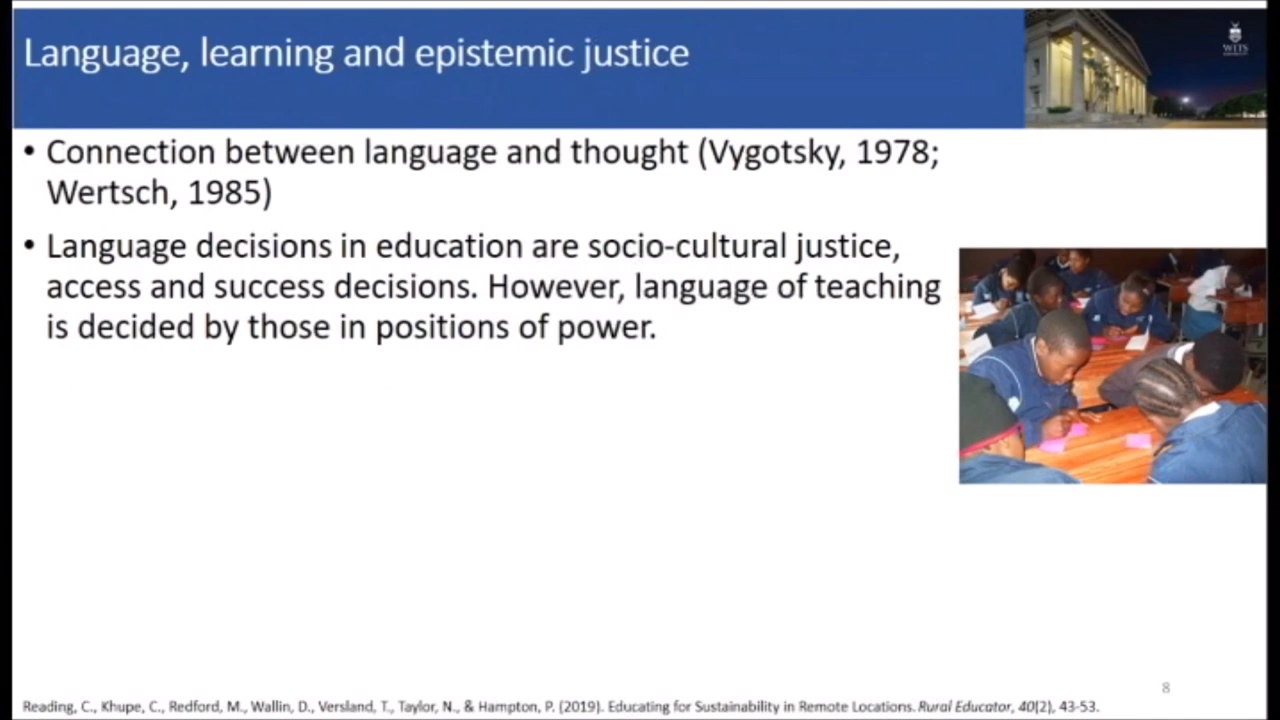 Language, learning and epistemic justice
WITS
• Connection between language and thought (Vygotsky, 1978;
Wertsch, 1985)
• Language decisions in education are socio-cultural justice,
access and success decisions. However, language of teaching
is decided by those in positions of power.
8
Reading, C., Khupe, C., Redford, M., Wallin, D., Versland, T., Taylor, N., & Hampton, P. (2019). Educating for Sustainability in Remote Locations. Rural Educator, 40(2), 43-53.